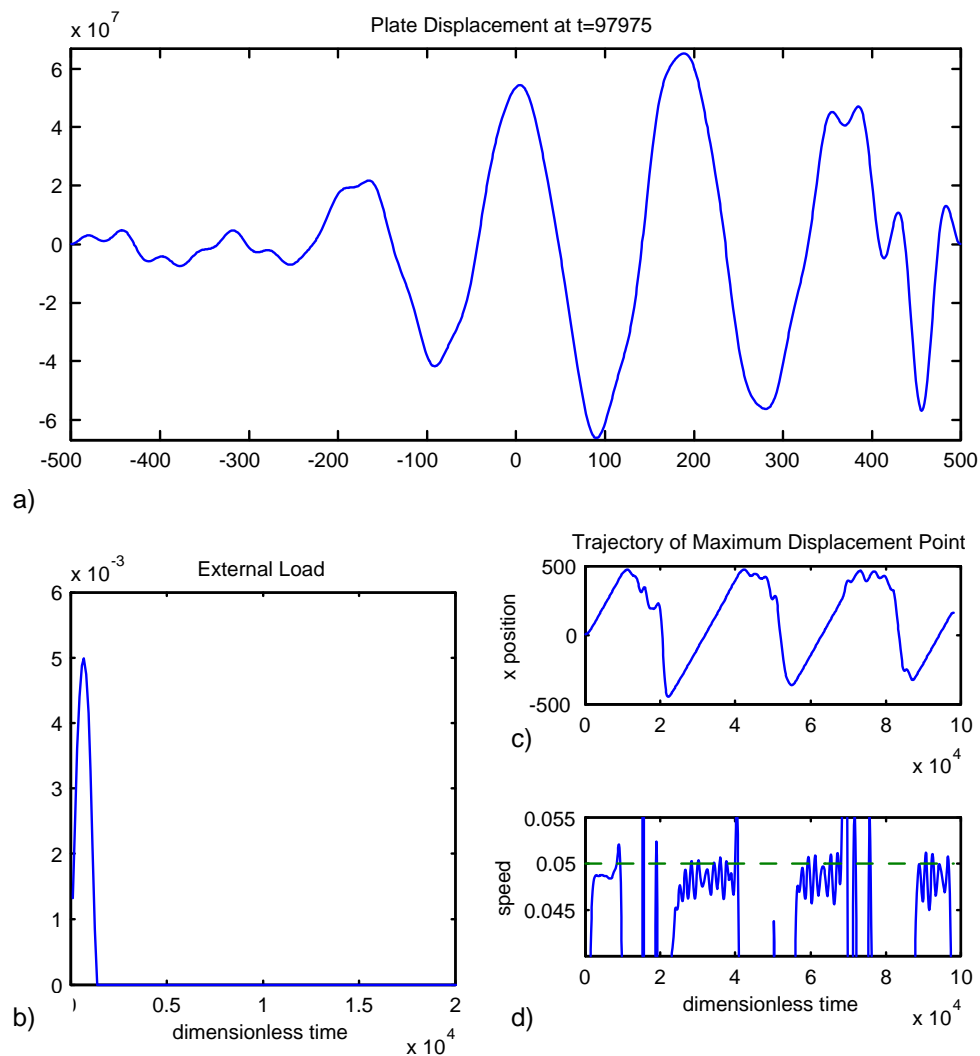 x 10^7
Plate Displacement at t=97975
6
4
2
0
-2
-4
-6
-500 -400 -300 -200 -100 0 100 200 300 400 500
a)
x 10^-3
External Load
6
5
4
3
2
1
0
0.5 1 1.5 2
dimensionless time
x 10^4
b)
Trajectory of Maximum Displacement Point
500
0
-500
x position
0 2 4 6 8 10
x 10^4
c)
0.055
0.05
0.045
speed
0 2 4 6 8 10
dimensionless time
x 10^4
d)